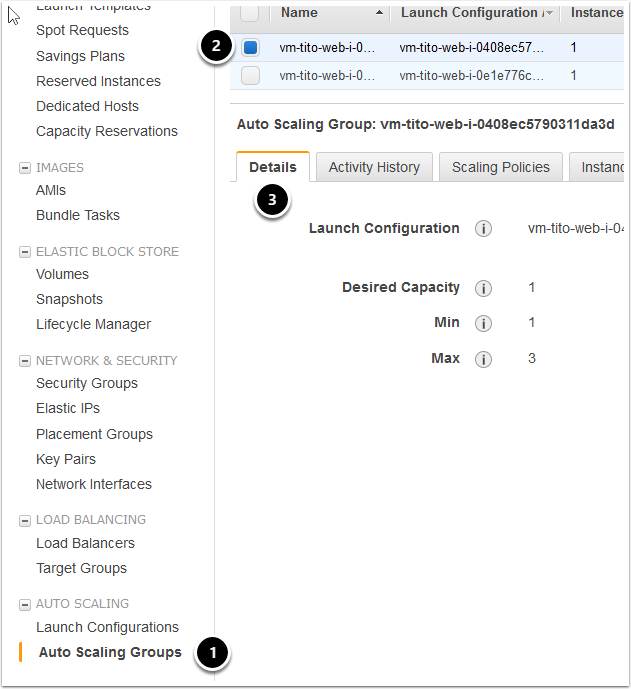 Launch Templates
Spot Requests
Savings Plans
Reserved Instances
Dedicated Hosts
Capacity Reservations
IMAGES
AMIs
Bundle Tasks
ELASTIC BLOCK STORE
Volumes
Snapshots
Lifecycle Manager
NETWORK & SECURITY
Security Groups
Elastic IPs
Placement Groups
Key Pairs
Network Interfaces
LOAD BALANCING
Load Balancers
Target Groups
AUTO SCALING
Launch Configurations
Auto Scaling Groups 1
Name Launch Configuration Instance
2 vm-tito-web-i-0... vm-tito-web-i-0408ec57... 1
vm-tito-web-i-0... vm-tito-web-i-0e1e776c... 1
Auto Scaling Group: vm-tito-web-i-0408ec5790311da3d
Details Activity History Scaling Policies Instanc
3
Launch Configuration i vm-tito-web-i-04
Desired Capacity i 1
Min i 1
Max i 3